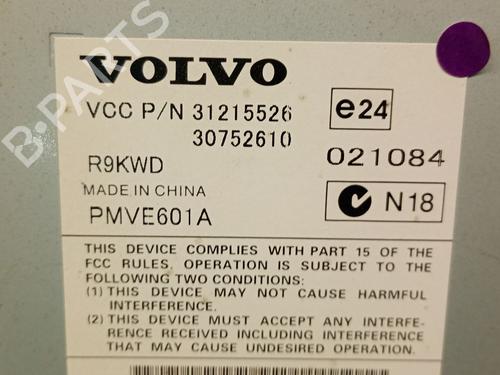 VOLVO
VCC P/N 31215526
30752610
e24
021084
R9KWD
MADE IN CHINA
PMVE601A
N18
THIS DEVICE COMPLIES WITH PART 15 OF THE
FCC RULES. OPERATION IS SUBJECT TO THE
FOLLOWING TWO CONDITIONS:
(1) THIS DEVICE MAY NOT CAUSE HARMFUL
INTERFERENCE.
(2) THIS DEVICE MUST ACCEPT ANY INTERFE-
RENCE RECEIVED INCLUDING INTERFERENCE
THAT MAY CAUSE UNDESIRED OPERATION.
B-PARTS